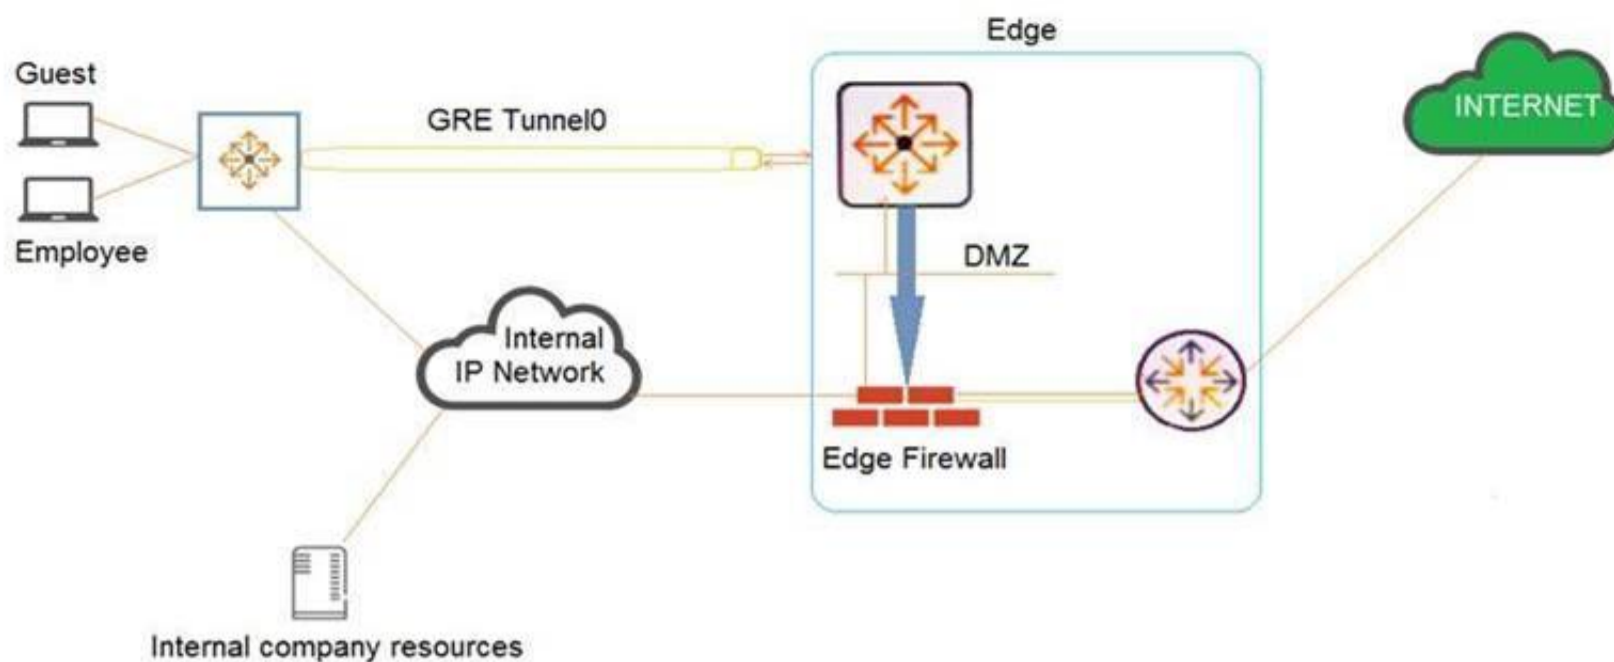 Edge
Guest
GRE Tunnel0
INTERNET
Employee
DMZ
Internal
IP Network
Edge Firewall
Internal company resources